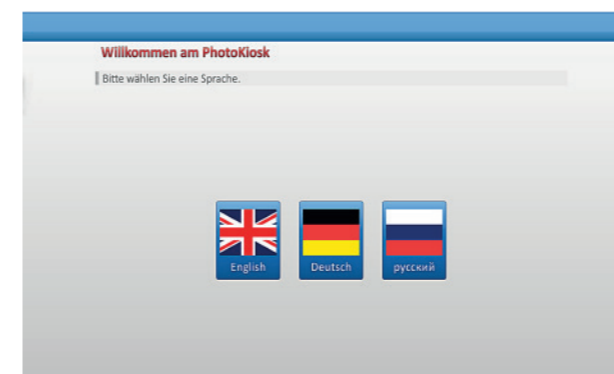 Willkommen am PhotoKiosk
Bitte wählen Sie eine Sprache.
English
Deutsch
русский